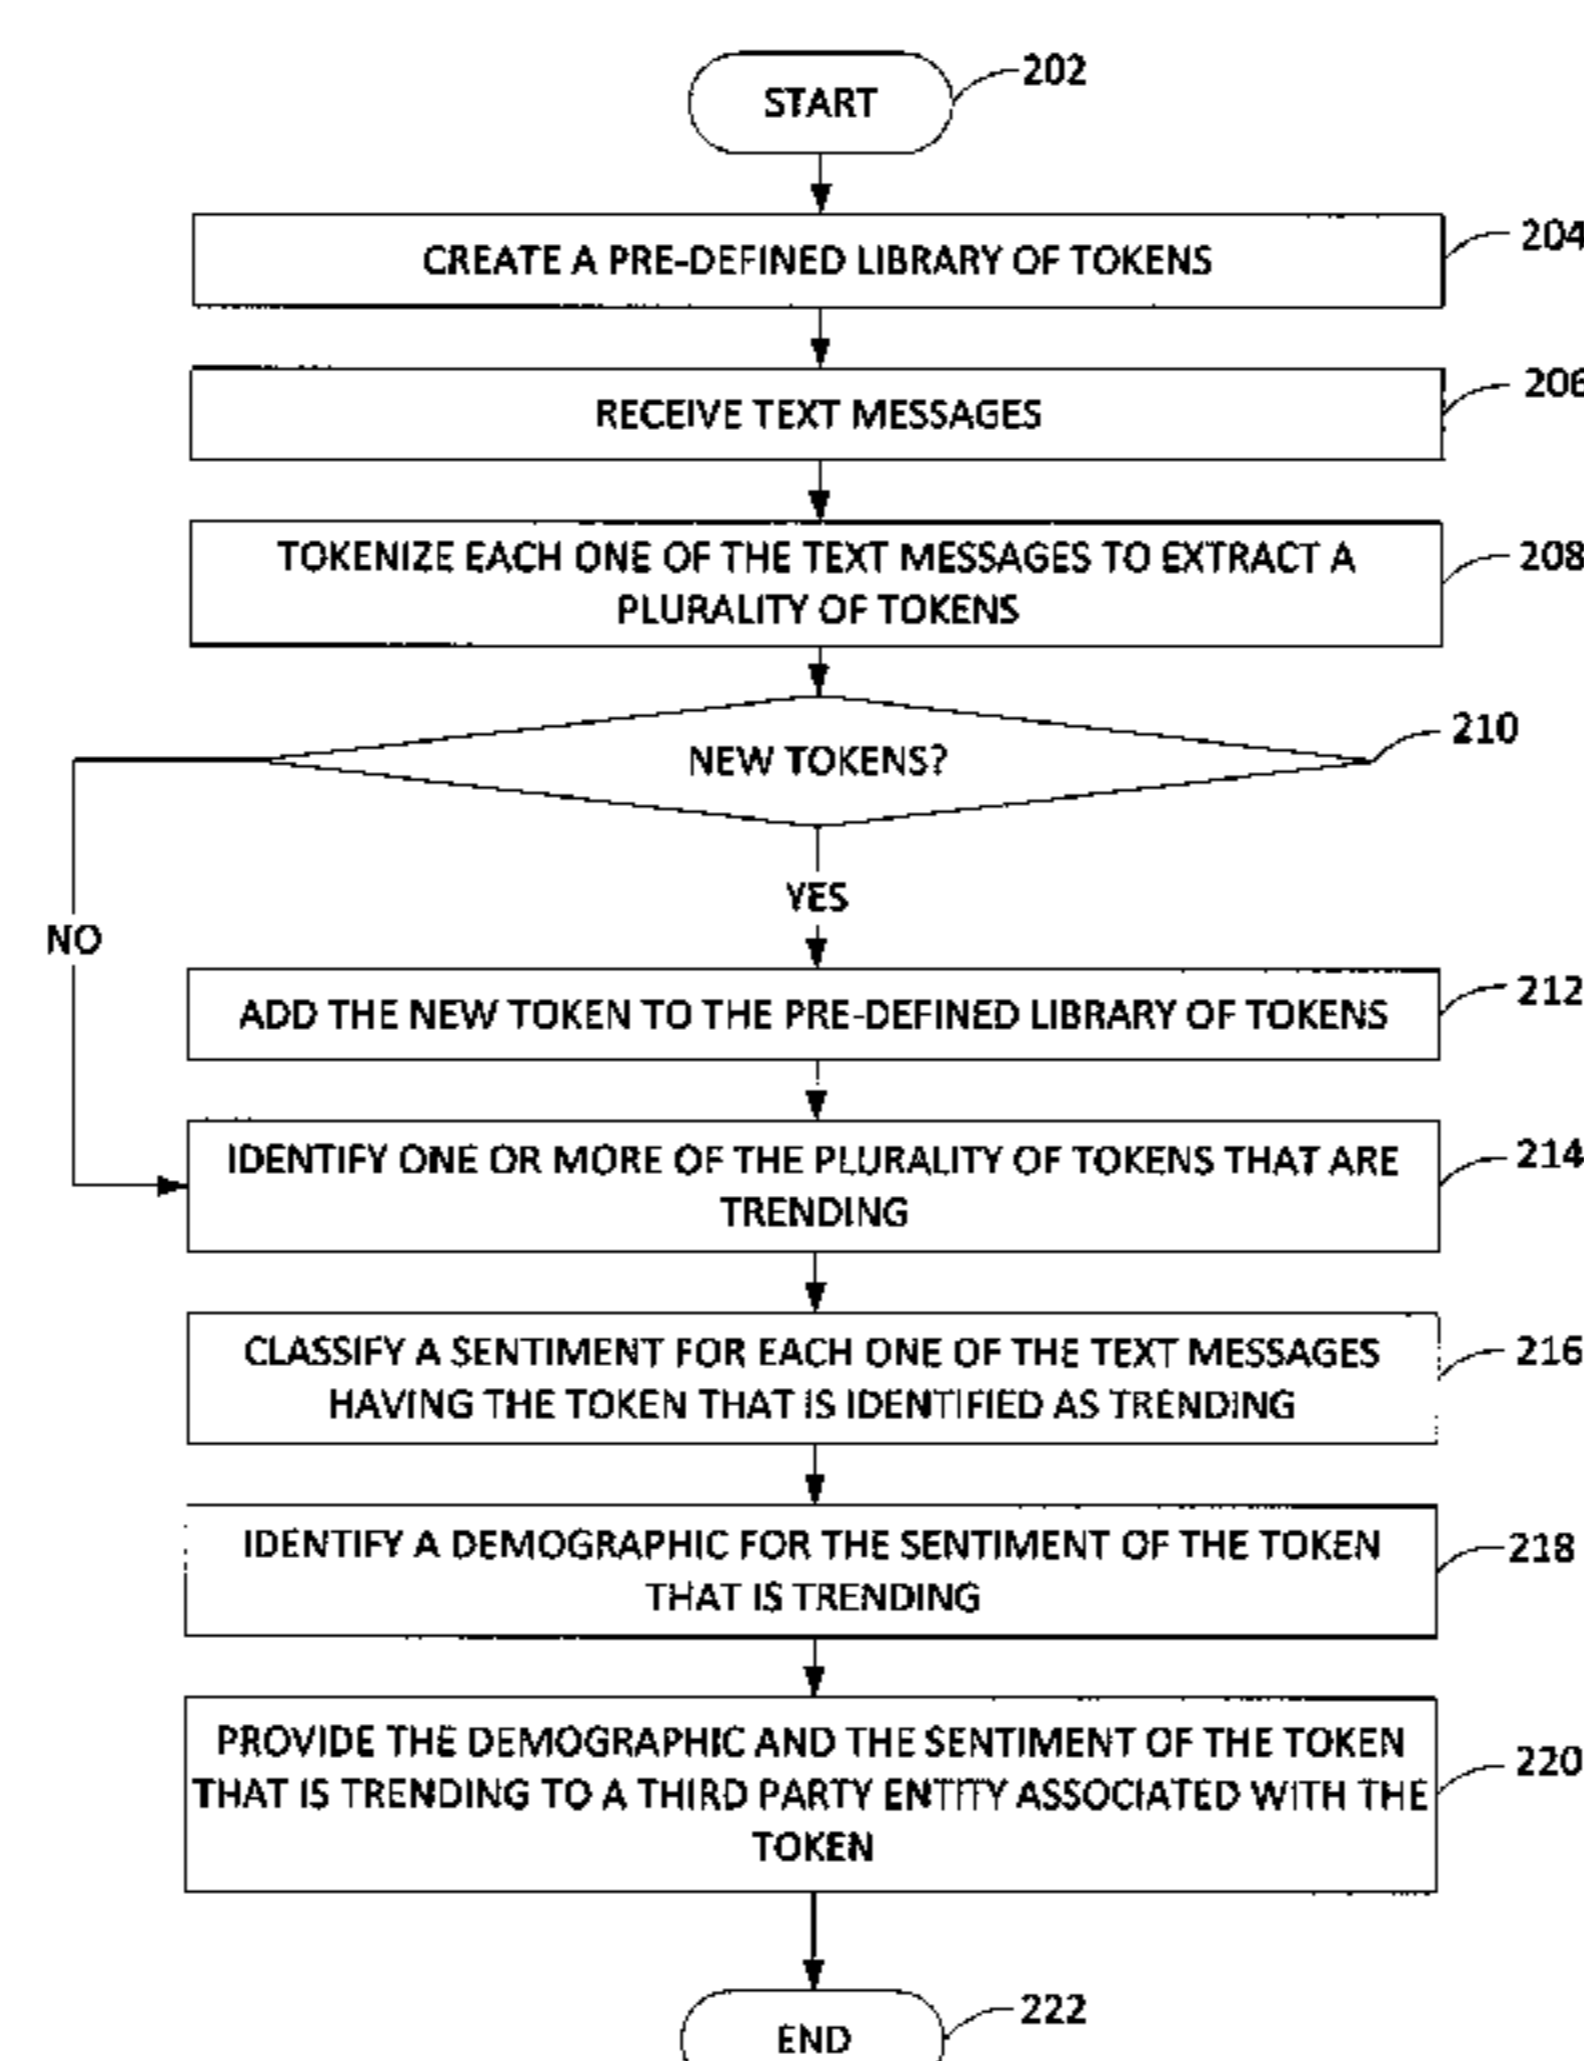 START
202
CREATE A PRE-DEFINED LIBRARY OF TOKENS
204
RECEIVE TEXT MESSAGES
206
TOKENIZE EACH ONE OF THE TEXT MESSAGES TO EXTRACT A
PLURALITY OF TOKENS
208
NEW TOKENS?
210
YES
NO
ADD THE NEW TOKEN TO THE PRE-DEFINED LIBRARY OF TOKENS
212
IDENTIFY ONE OR MORE OF THE PLURALITY OF TOKENS THAT ARE
TRENDING
214
CLASSIFY A SENTIMENT FOR EACH ONE OF THE TEXT MESSAGES
HAVING THE TOKEN THAT IS IDENTIFIED AS TRENDING
216
IDENTIFY A DEMOGRAPHIC FOR THE SENTIMENT OF THE TOKEN
THAT IS TRENDING
218
PROVIDE THE DEMOGRAPHIC AND THE SENTIMENT OF THE TOKEN
THAT IS TRENDING TO A THIRD PARTY ENTITY ASSOCIATED WITH THE
TOKEN
220
END
222